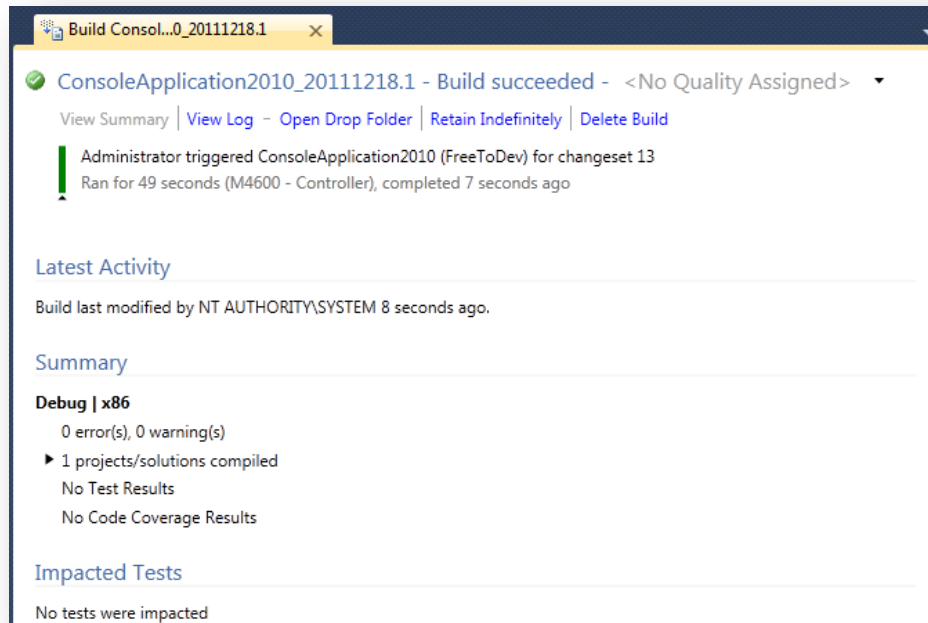 Build Consol...0_20111218.1
ConsoleApplication2010_20111218.1 - Build succeeded - <No Quality Assigned>
View Summary | View Log - Open Drop Folder | Retain Indefinitely | Delete Build
Administrator triggered ConsoleApplication2010 (FreeToDev) for changeset 13
Ran for 49 seconds (M4600 - Controller), completed 7 seconds ago
Latest Activity
Build last modified by NT AUTHORITY\SYSTEM 8 seconds ago.
Summary
Debug | x86
0 error(s), 0 warning(s)
1 projects/solutions compiled
No Test Results
No Code Coverage Results
Impacted Tests
No tests were impacted